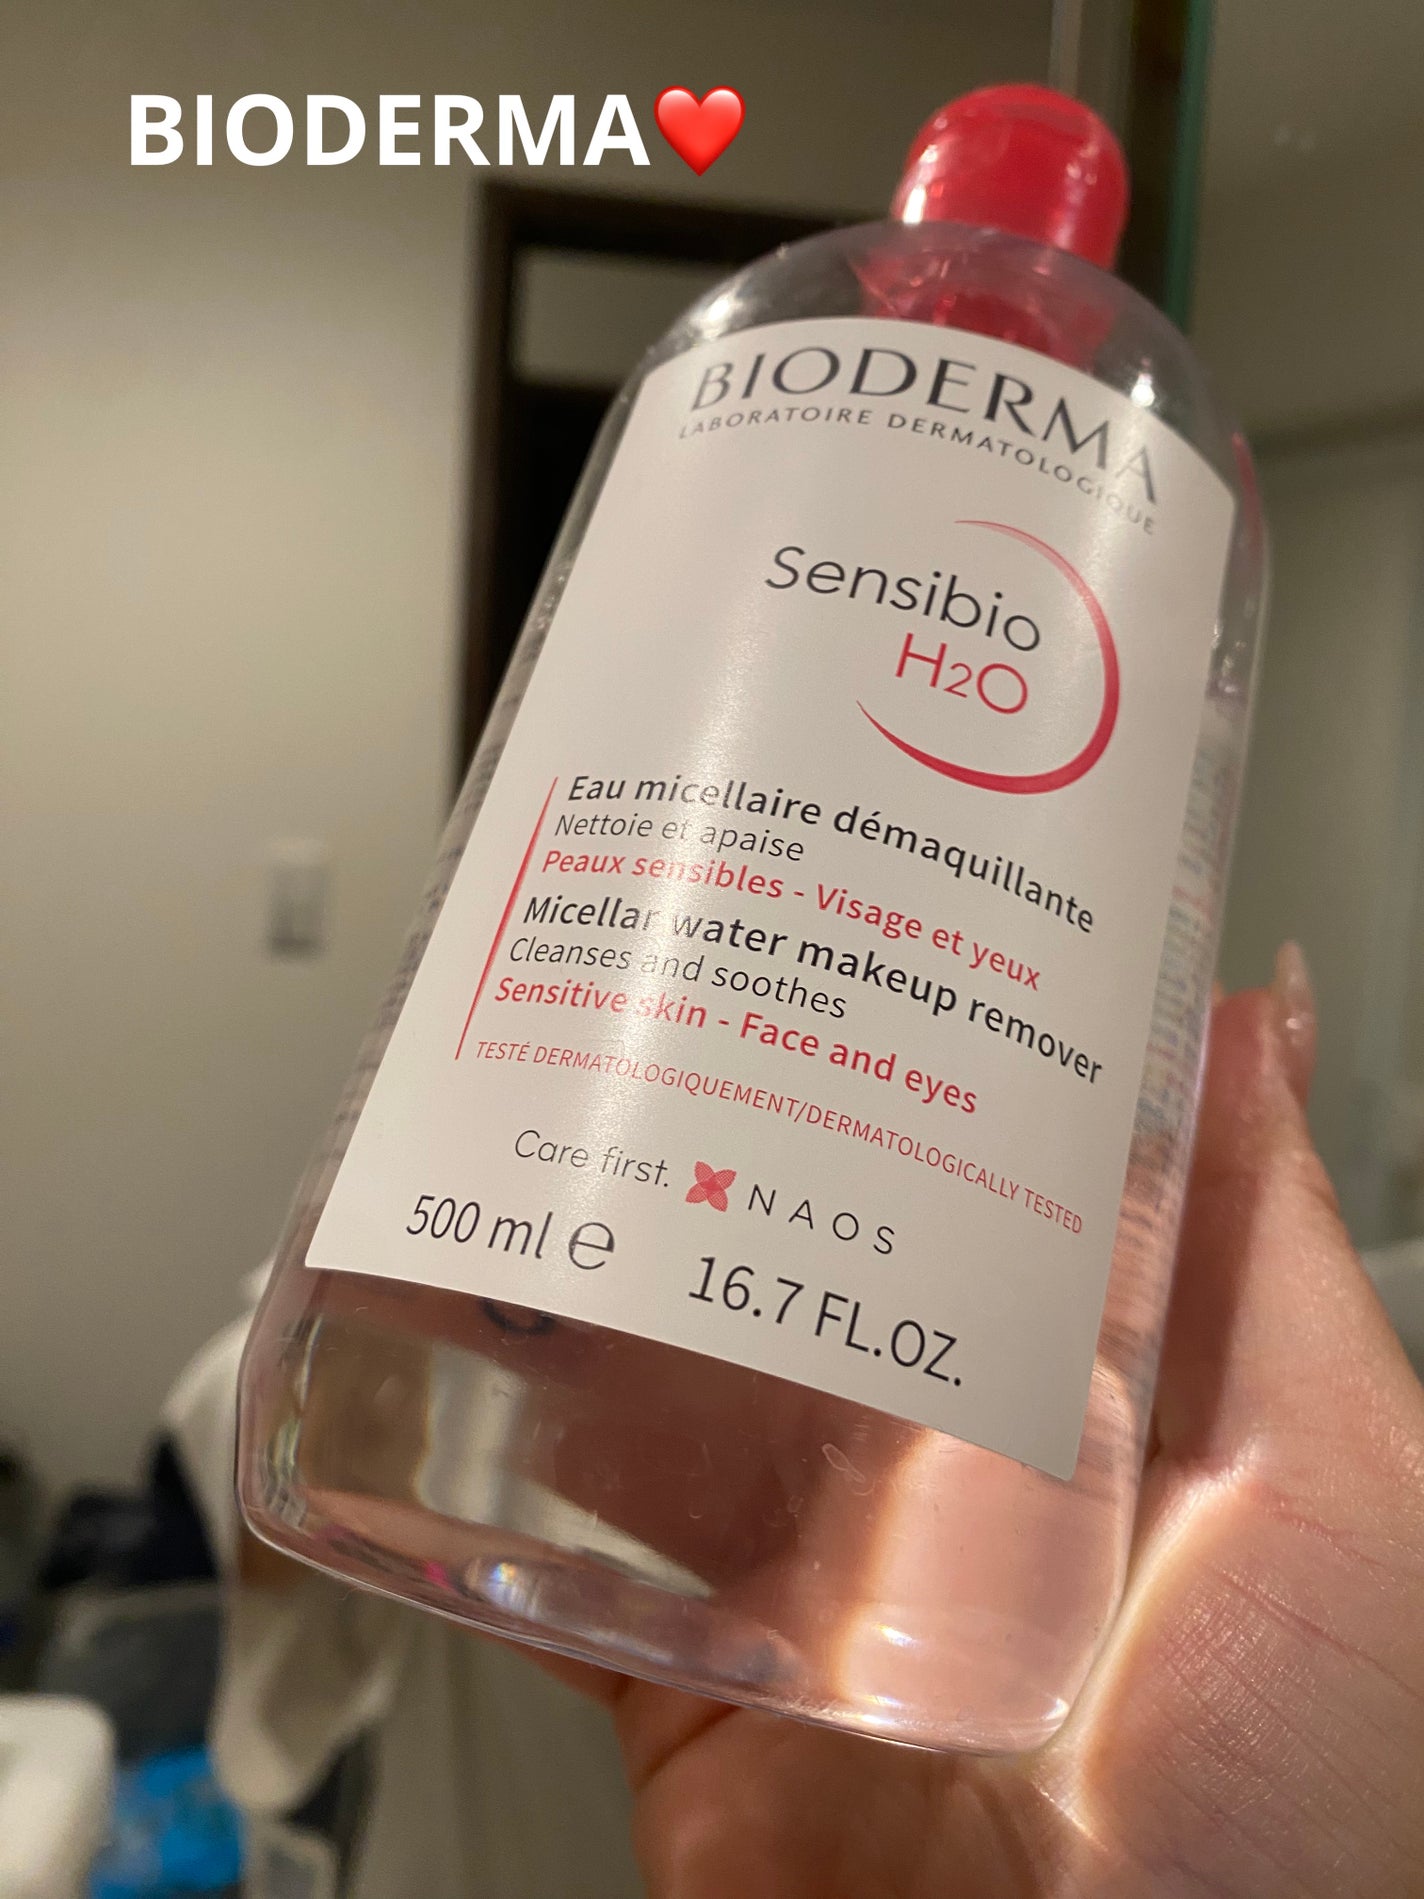 BIODERMA❤️
BIODERMA
LABORATOIRE DERMATOLOGIQUE
Sensibio
H2O
Eau micellaire démaquillante
Nettoie et apaise
Peaux sensibles - Visage et yeux
Micellar water makeup remover
Cleanses and soothes
Sensitive skin - Face and eyes
TESTÉ DERMATOLOGIQUEMENT/DERMATOLOGICALLY TESTED
Care first. NAOS
500 ml e 16.7 FL.OZ.